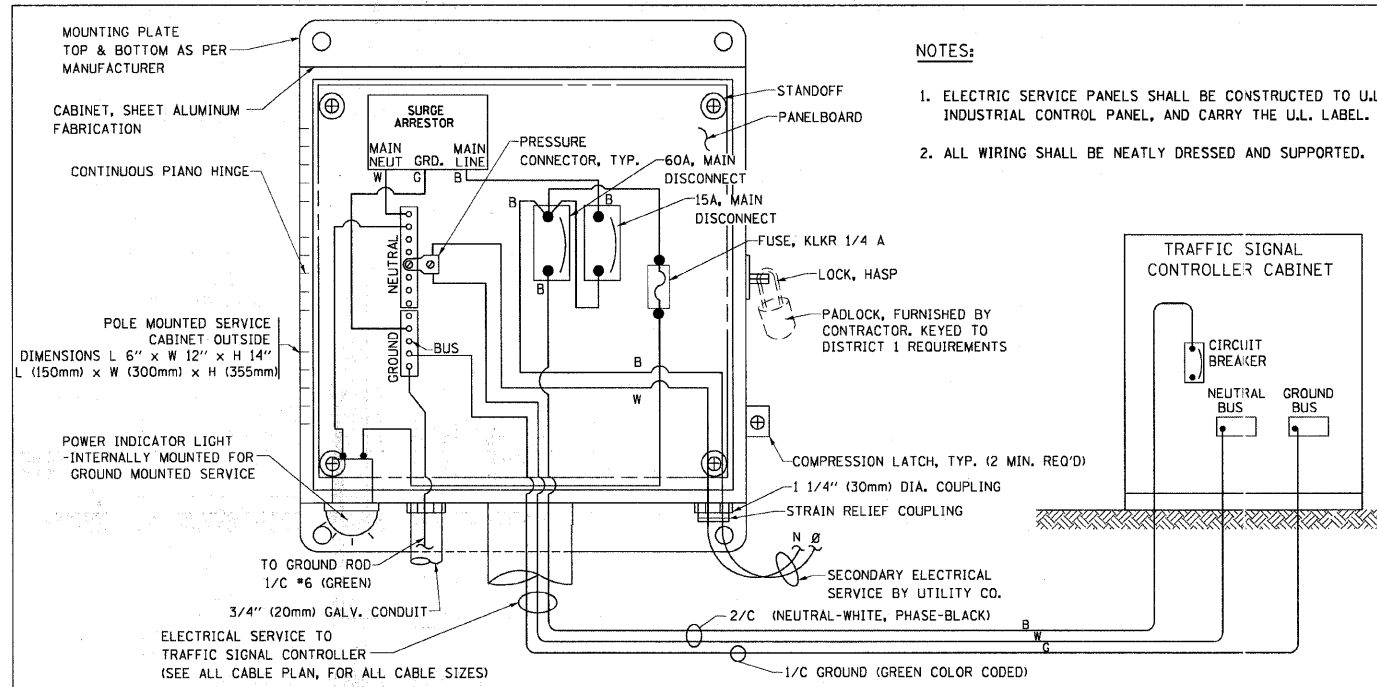 MOUNTING PLATE
TOP & BOTTOM AS PER
MANUFACTURER
CABINET, SHEET ALUMINUM
FABRICATION
CONTINUOUS PIANO HINGE
POLE MOUNTED SERVICE
CABINET OUTSIDE
DIMENSIONS L 6" x W 12" x H 14"
L (150mm) x W (300mm) x H (355mm)
POWER INDICATOR LIGHT
-INTERNALLY MOUNTED FOR
GROUND MOUNTED SERVICE
SURGE
ARRESTOR
MAIN
NEUT
GRD.
MAIN
LINE
W
G
B
NEUTRAL
GROUND
BUS
PRESSURE
CONNECTOR, TYP.
STANDOFF
PANELBOARD
60A, MAIN
DISCONNECT
15A, MAIN
DISCONNECT
B
B
B
FUSE, KLKR 1/4 A
LOCK, HASP
PADLOCK, FURNISHED BY
CONTRACTOR. KEYED TO
DISTRICT 1 REQUIREMENTS
B
W
COMPRESSION LATCH, TYP. (2 MIN. REQ'D)
1 1/4" (30mm) DIA. COUPLING
STRAIN RELIEF COUPLING
N Ø
SECONDARY ELECTRICAL
SERVICE BY UTILITY CO.
TO GROUND ROD
1/C #6 (GREEN)
3/4" (20mm) GALV. CONDUIT
ELECTRICAL SERVICE TO
TRAFFIC SIGNAL CONTROLLER
(SEE ALL CABLE PLAN, FOR ALL CABLE SIZES)
2/C (NEUTRAL-WHITE, PHASE-BLACK)
B
W
G
1/C GROUND (GREEN COLOR CODED)
NOTES:
1. ELECTRIC SERVICE PANELS SHALL BE CONSTRUCTED TO U.L
INDUSTRIAL CONTROL PANEL, AND CARRY THE U.L. LABEL.
2. ALL WIRING SHALL BE NEATLY DRESSED AND SUPPORTED.
TRAFFIC SIGNAL
CONTROLLER CABINET
CIRCUIT
BREAKER
NEUTRAL
BUS
GROUND
BUS